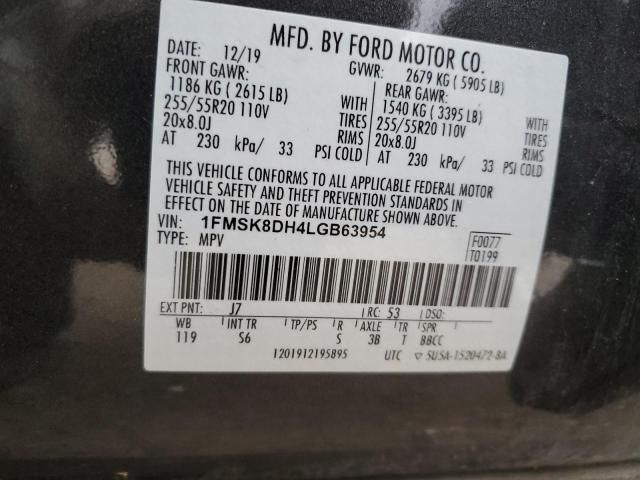 MFD. BY FORD MOTOR CO.
DATE: 12/19 GVWR: 2679 KG ( 5905 LB)
FRONT GAWR: REAR GAWR:
1186 KG ( 2615 LB) WITH 1540 KG ( 3395 LB) WITH
255/55R20 110V TIRES 255/55R20 110V TIRES
20x8.0J RIMS 20x8.0J RIMS
AT 230 kPa/ 33 PSI COLD AT 230 kPa/ 33 PSI COLD
THIS VEHICLE CONFORMS TO ALL APPLICABLE FEDERAL MOTOR
VEHICLE SAFETY AND THEFT PREVENTION STANDARDS IN
EFFECT ON THE DATE OF MANUFACTURE SHOWN ABOVE.
VIN: 1FMSK8DH4LGB63954 F0077
TYPE: MPV T0199
EXT PNT: J7 RC: 53 DSO:
WB INT TR TP/PS R AXLE TR SPR
119 S6 S 3B T BBCC
1201912195895 UTC ▽ 5USA-1520472-8A